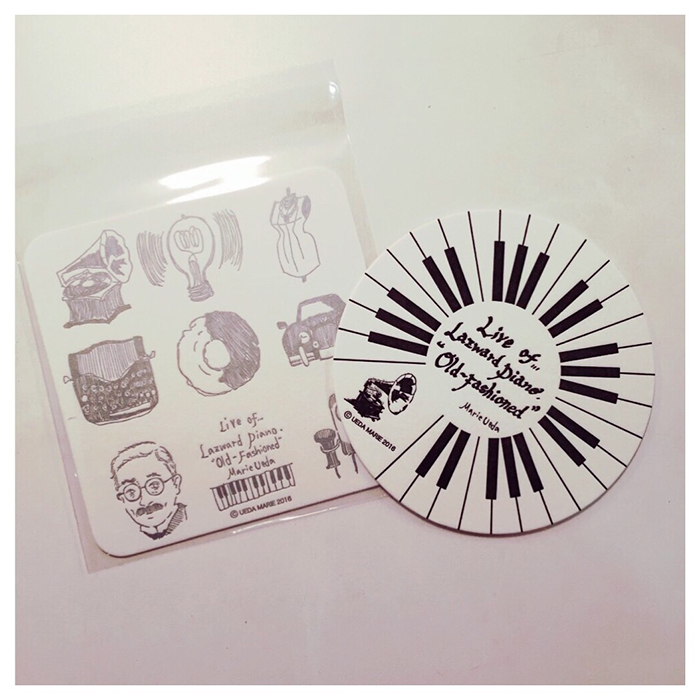 Live of-
Lazward Piano.
"Old-Fashioned"
Marie Ueda
© UEDA MARIE 2016
Live of...
Lazward Piano.
"Old-fashioned"
Marie Ueda
© UEDA MARIE 2016